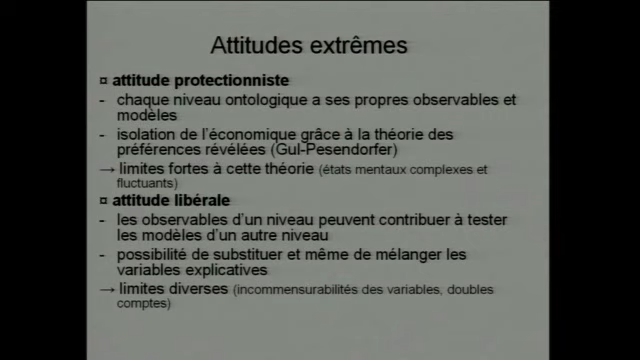 Attitudes extrêmes
¤ attitude protectionniste
- chaque niveau ontologique a ses propres observables et
modèles
- isolation de l'économique grâce à la théorie des
préférences révélées (Gul-Pesendorfer)
→ limites fortes à cette théorie (états mentaux complexes et
fluctuants)
¤ attitude libérale
- les observables d'un niveau peuvent contribuer à tester
les modèles d'un autre niveau
- possibilité de substituer et même de mélanger les
variables explicatives
→ limites diverses (incommensurabilités des variables, doubles
comptes)